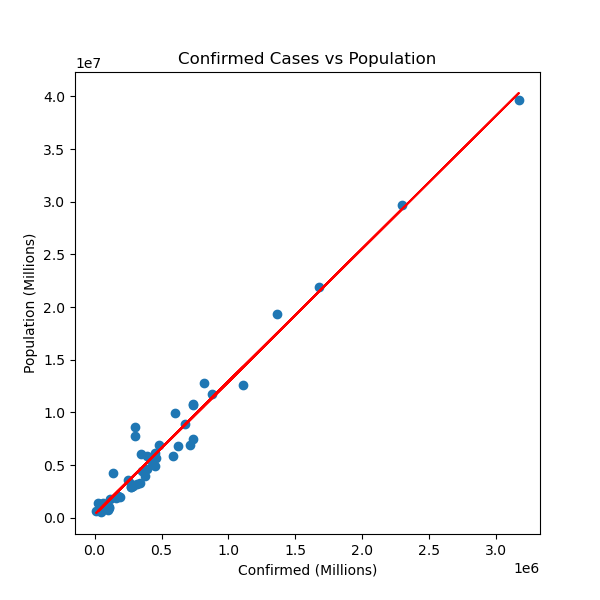 Confirmed Cases vs Population
1e7
4.0
3.5
3.0
2.5
2.0
1.5
1.0
0.5
0.0
Population (Millions)
0.0 0.5 1.0 1.5 2.0 2.5 3.0
1e6
Confirmed (Millions)